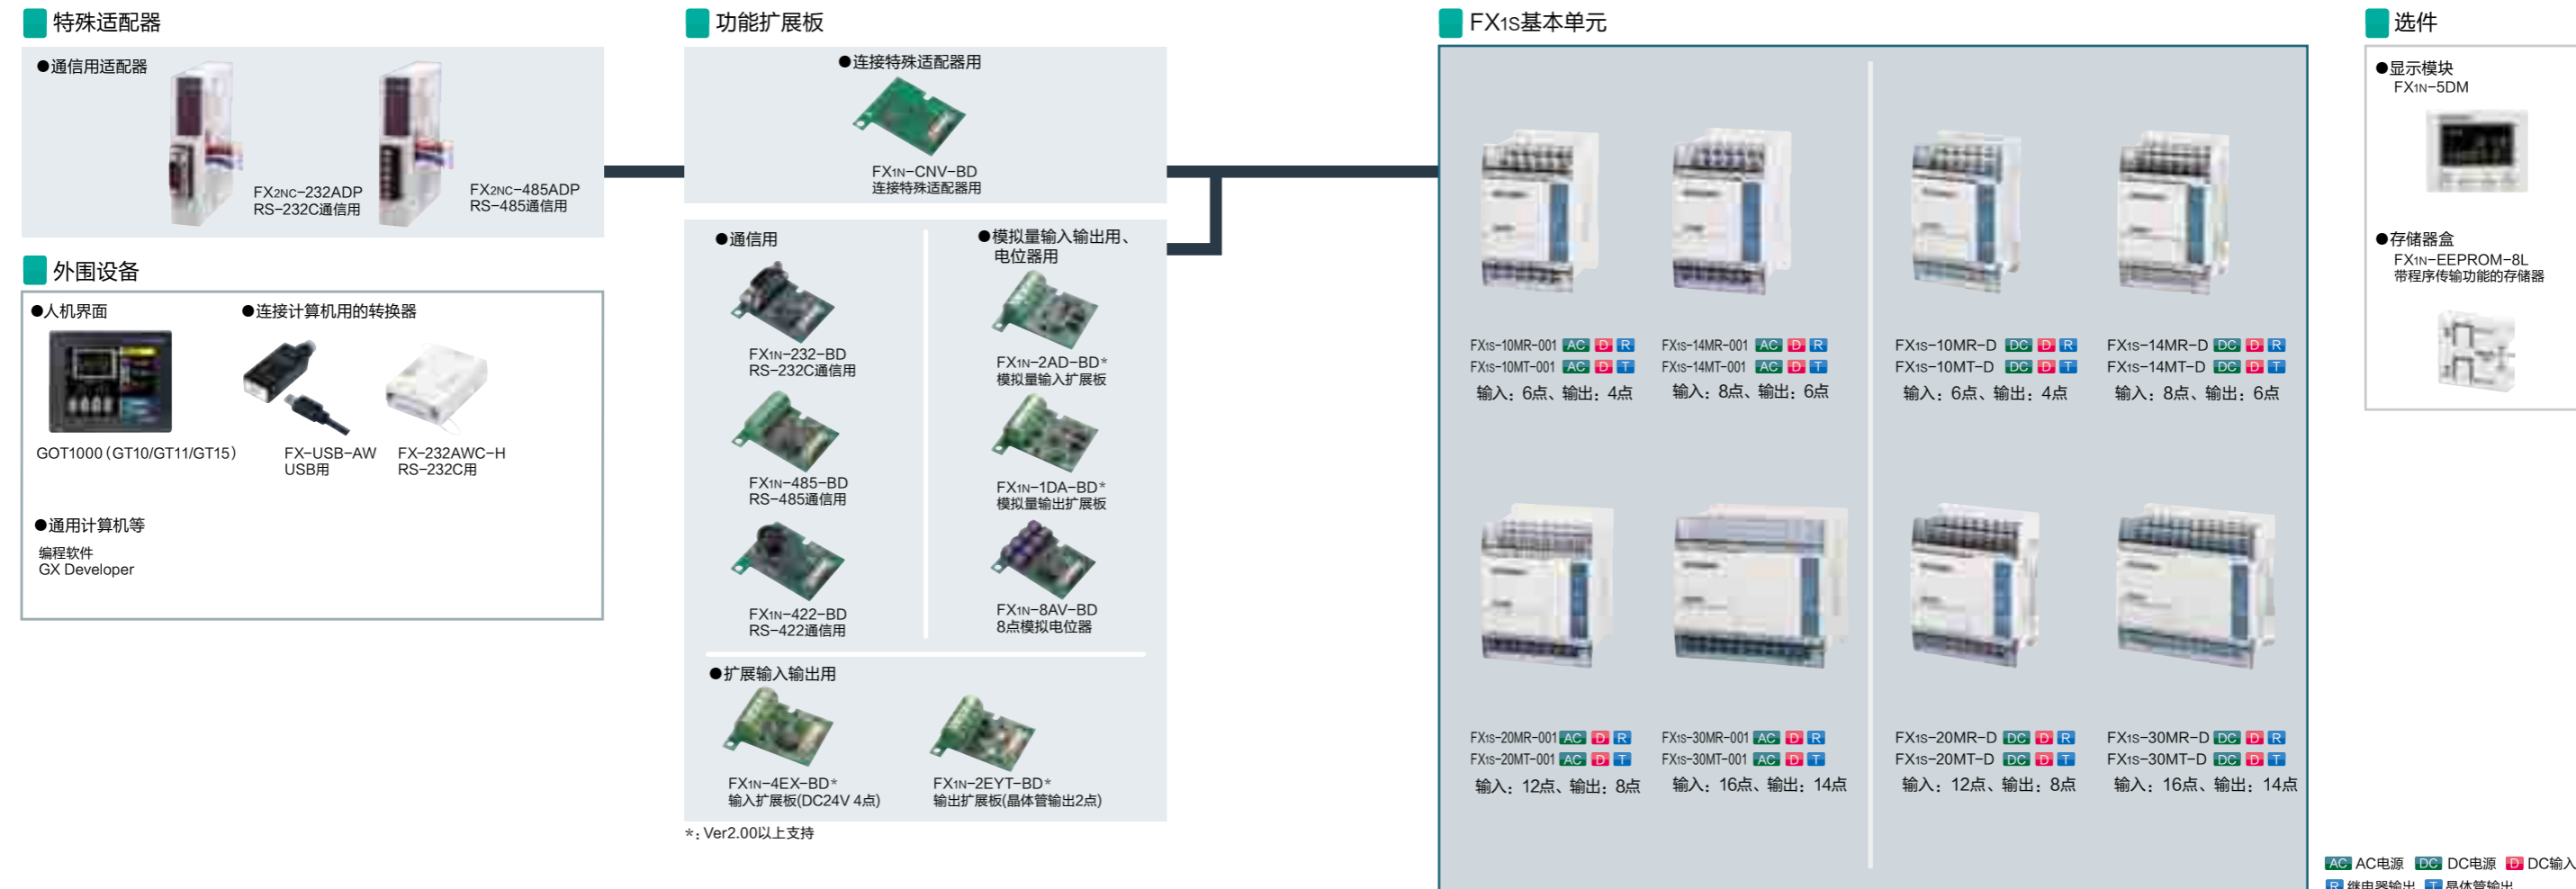 特殊适配器
●通信用适配器
FX2NC-232ADP
RS-232C通信用
FX2NC-485ADP
RS-485通信用
外围设备
●人机界面
●连接计算机用的转换器
GOT1000（GT10/GT11/GT15）
FX-USB-AW
USB用
FX-232AWC-H
RS-232C用
●通用计算机等
编程软件
GX Developer
功能扩展板
●连接特殊适配器用
FX1N-CNV-BD
连接特殊适配器用
●通信用
FX1N-232-BD
RS-232C通信用
FX1N-485-BD
RS-485通信用
FX1N-422-BD
RS-422通信用
●模拟量输入输出用、
电位器用
FX1N-2AD-BD*
模拟量输入扩展板
FX1N-1DA-BD*
模拟量输出扩展板
FX1N-8AV-BD
8点模拟电位器
●扩展输入输出用
FX1N-4EX-BD*
输入扩展板(DC24V 4点)
FX1N-2EYT-BD*
输出扩展板(晶体管输出2点)
*：Ver2.00以上支持
FX1S基本单元
FX1S-10MR-001 AC D R
FX1S-10MT-001 AC D T
输入：6点、输出：4点
FX1S-14MR-001 AC D R
FX1S-14MT-001 AC D T
输入：8点、输出：6点
FX1S-10MR-D DC D R
FX1S-10MT-D DC D T
输入：6点、输出：4点
FX1S-14MR-D DC D R
FX1S-14MT-D DC D T
输入：8点、输出：6点
FX1S-20MR-001 AC D R
FX1S-20MT-001 AC D T
输入：12点、输出：8点
FX1S-30MR-001 AC D R
FX1S-30MT-001 AC D T
输入：16点、输出：14点
FX1S-20MR-D DC D R
FX1S-20MT-D DC D T
输入：12点、输出：8点
FX1S-30MR-D DC D R
FX1S-30MT-D DC D T
输入：16点、输出：14点
选件
●显示模块
FX1N-5DM
●存储器盒
FX1N-EEPROM-8L
带程序传输功能的存储器
AC AC电源 DC DC电源 D DC输入
R 继电器输出 T 晶体管输出